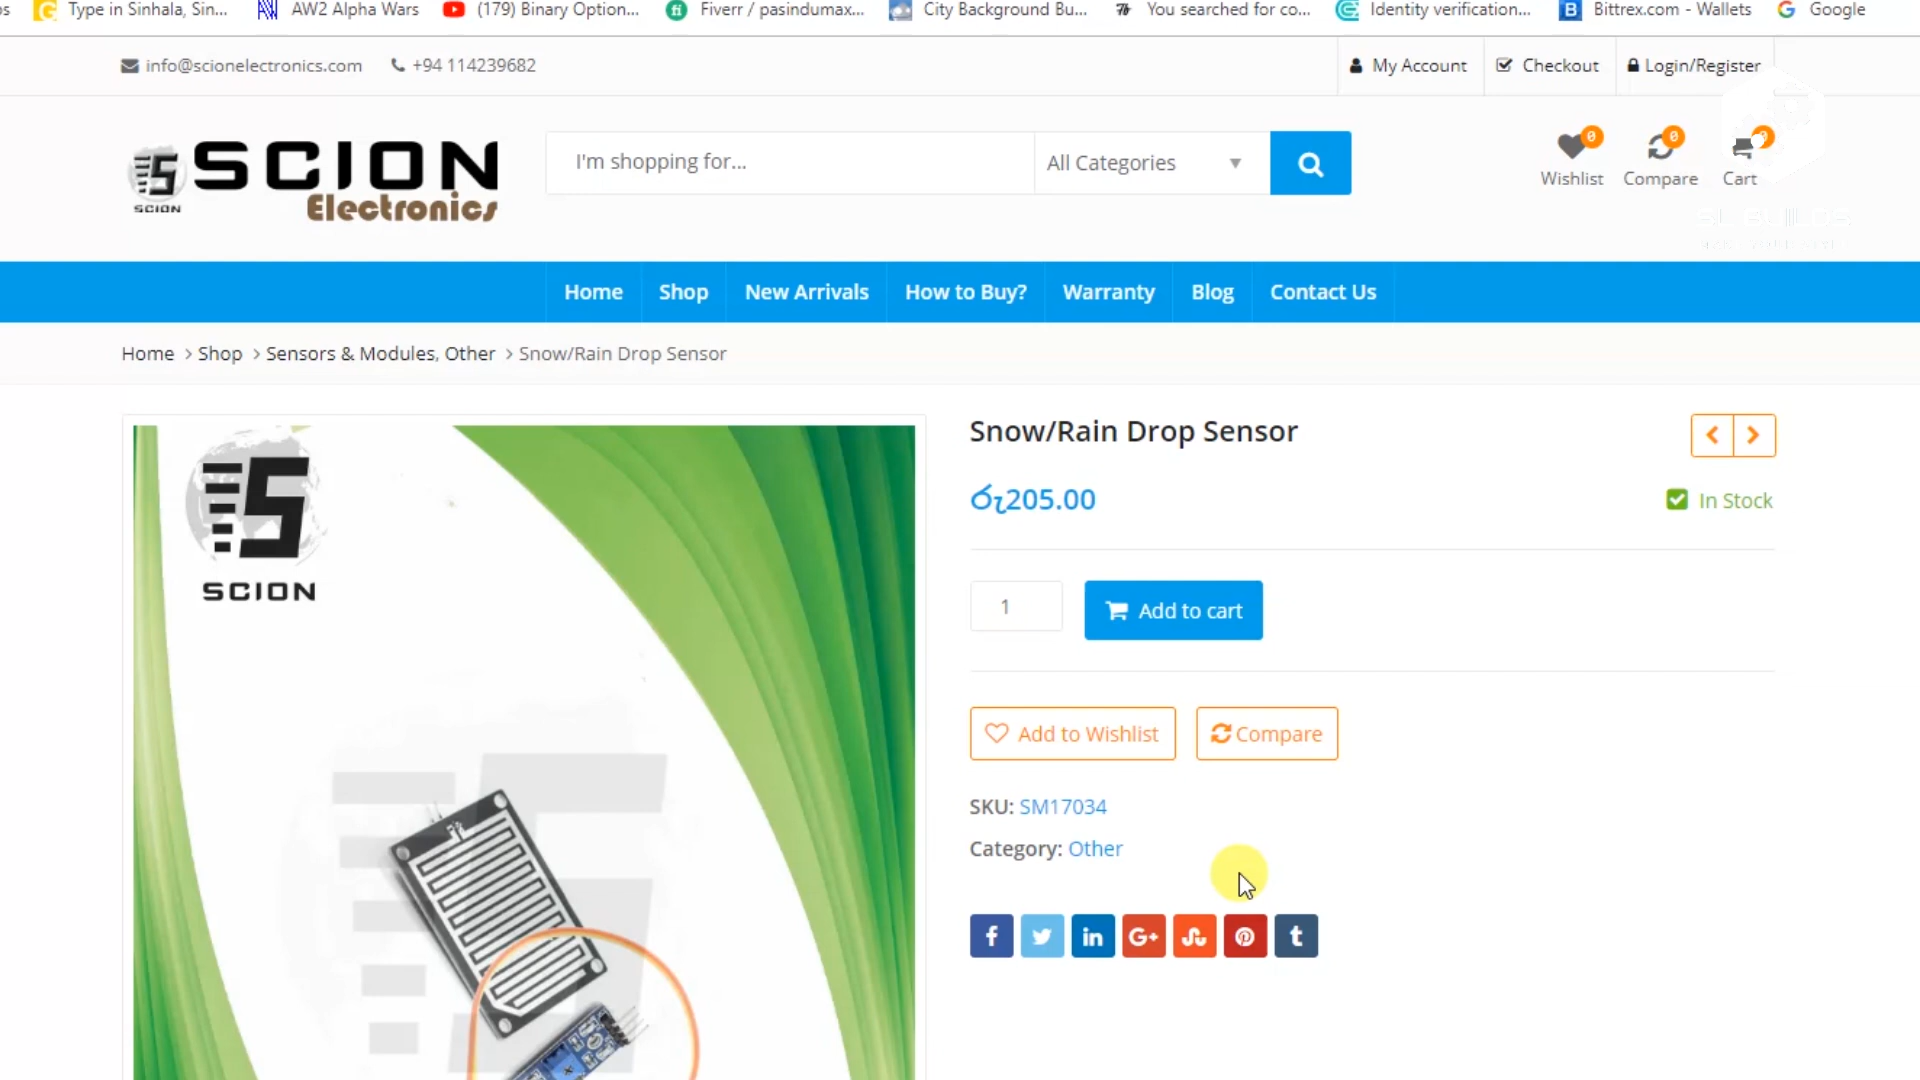 Type in Sinhala, Sin...
AW2 Alpha Wars
(179) Binary Option...
Fiverr / pasindumax...
City Background Bu...
You searched for co...
Identity verification...
Bittrex.com - Wallets
Google
info@scionelectronics.com
+94 114239682
My Account
Checkout
Login/Register
SCION
SCION
Electronics
I'm shopping for...
All Categories
0
0
0
Wishlist
Compare
Cart
SL BUILDS
Home
Shop
New Arrivals
How to Buy?
Warranty
Blog
Contact Us
Home > Shop > Sensors & Modules, Other > Snow/Rain Drop Sensor
SCION
Snow/Rain Drop Sensor
රු205.00
In Stock
1
Add to cart
Add to Wishlist
Compare
SKU: SM17034
Category: Other